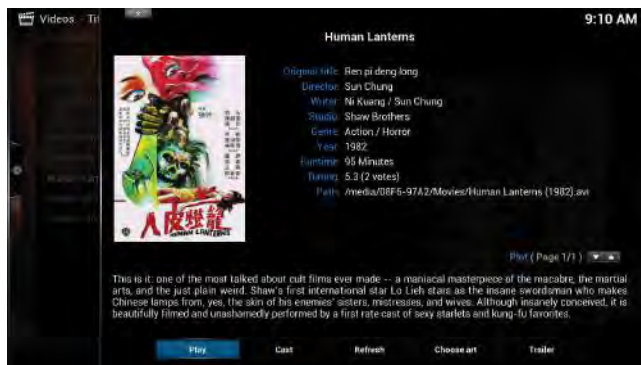 Videos - Tit
9:10 AM
Human Lanterns
Original title Ren pi deng long
Director Sun Chung
Writer Ni Kuang / Sun Chung
Studio Shaw Brothers
Genre Action / Horror
Year 1982
Runtime 95 Minutes
Rating 5.3 (2 votes)
Path /media/08F6-97A2/Movies/Human Lanterns (1982).avi
人皮燈籠
HUMAN LANTERNS
Plot ( Page 1/1 )
This is it: one of the most talked about cult films ever made -- a maniacal masterpiece of the macabre, the martial
arts, and the just plain weird. Shaw's first international star Lo Lieh stars as the insane swordsman who makes
Chinese lamps from, yes, the skin of his enemies' sisters, mistresses, and wives. Although insanely conceived, it is
beautifully filmed and unashamedly performed by a first rate cast of sexy starlets and kung-fu favorites.
Play Cast Refresh Choose art Trailer